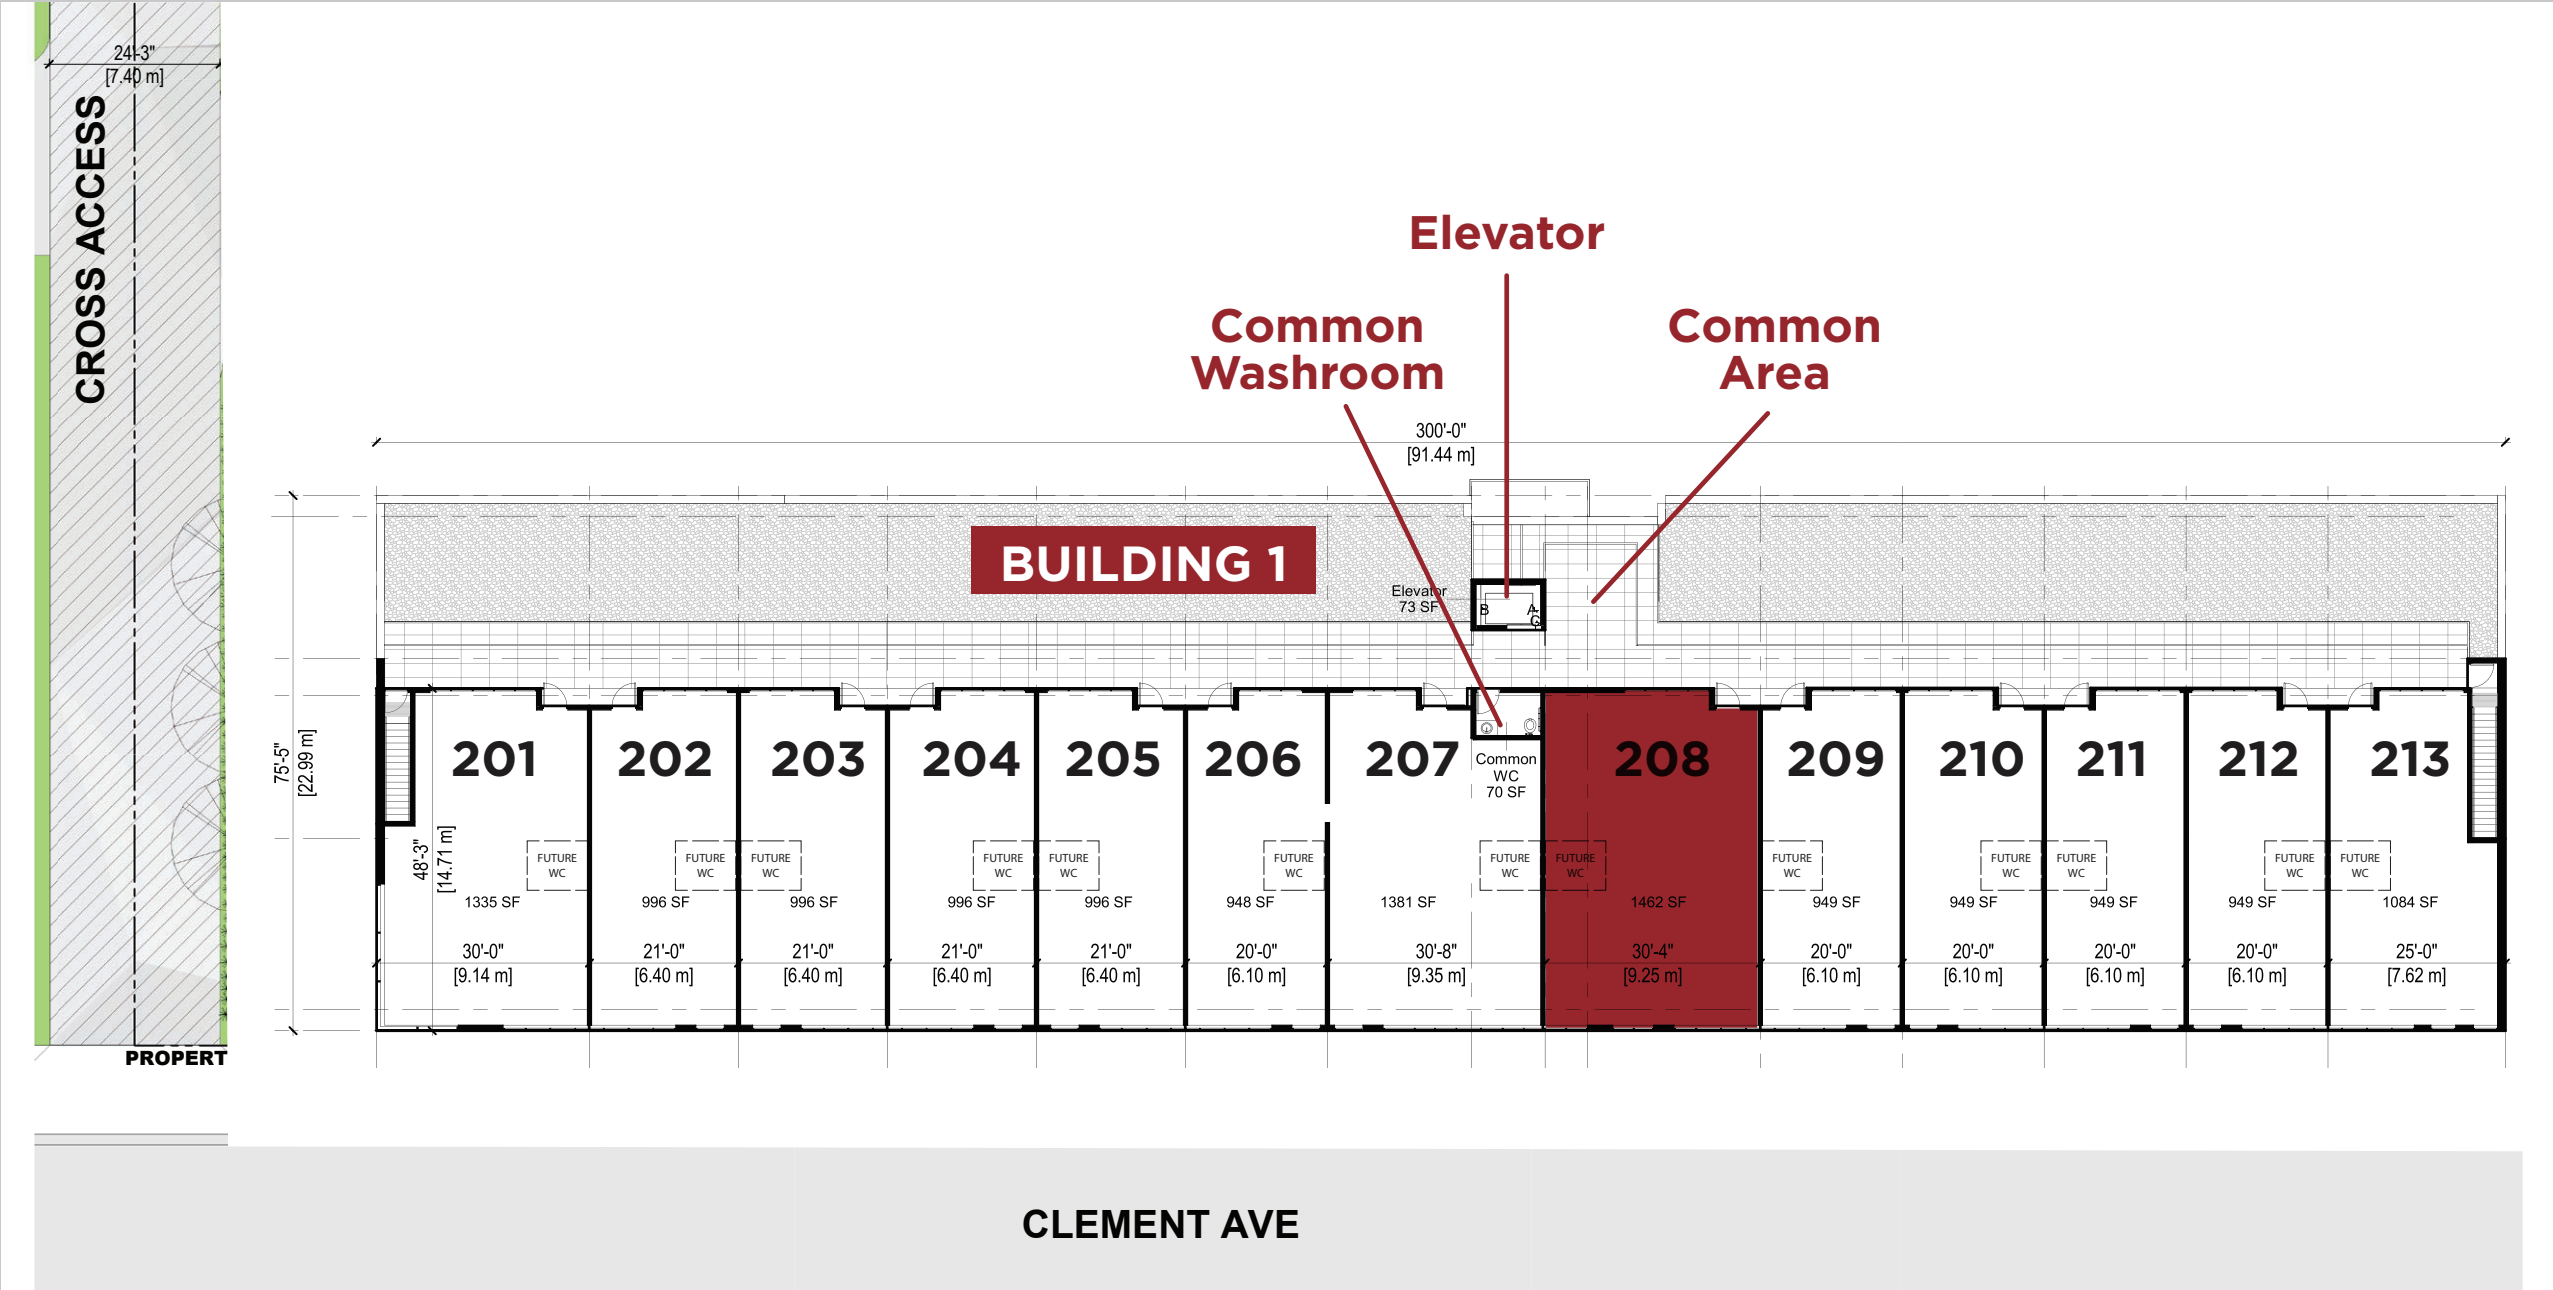 24'-3"
[7.40 m]
CROSS ACCESS
Elevator
Common
Washroom
Common
Area
300'-0"
[91.44 m]
BUILDING 1
Elevator
73 SF
B
A
75'-5"
[22.99 m]
201
202
203
204
205
206
207
208
209
210
211
212
213
Common
WC
70 SF
48'-3"
[14.71 m]
FUTURE
WC
FUTURE
WC
FUTURE
WC
FUTURE
WC
FUTURE
WC
FUTURE
WC
FUTURE
WC
FUTURE
WC
FUTURE
WC
FUTURE
WC
FUTURE
WC
FUTURE
WC
FUTURE
WC
1335 SF
996 SF
996 SF
996 SF
996 SF
948 SF
1381 SF
1462 SF
949 SF
949 SF
949 SF
949 SF
1084 SF
30'-0"
[9.14 m]
21'-0"
[6.40 m]
21'-0"
[6.40 m]
21'-0"
[6.40 m]
21'-0"
[6.40 m]
20'-0"
[6.10 m]
30'-8"
[9.35 m]
30'-4"
[9.25 m]
20'-0"
[6.10 m]
20'-0"
[6.10 m]
20'-0"
[6.10 m]
20'-0"
[6.10 m]
25'-0"
[7.62 m]
PROPERT
CLEMENT AVE